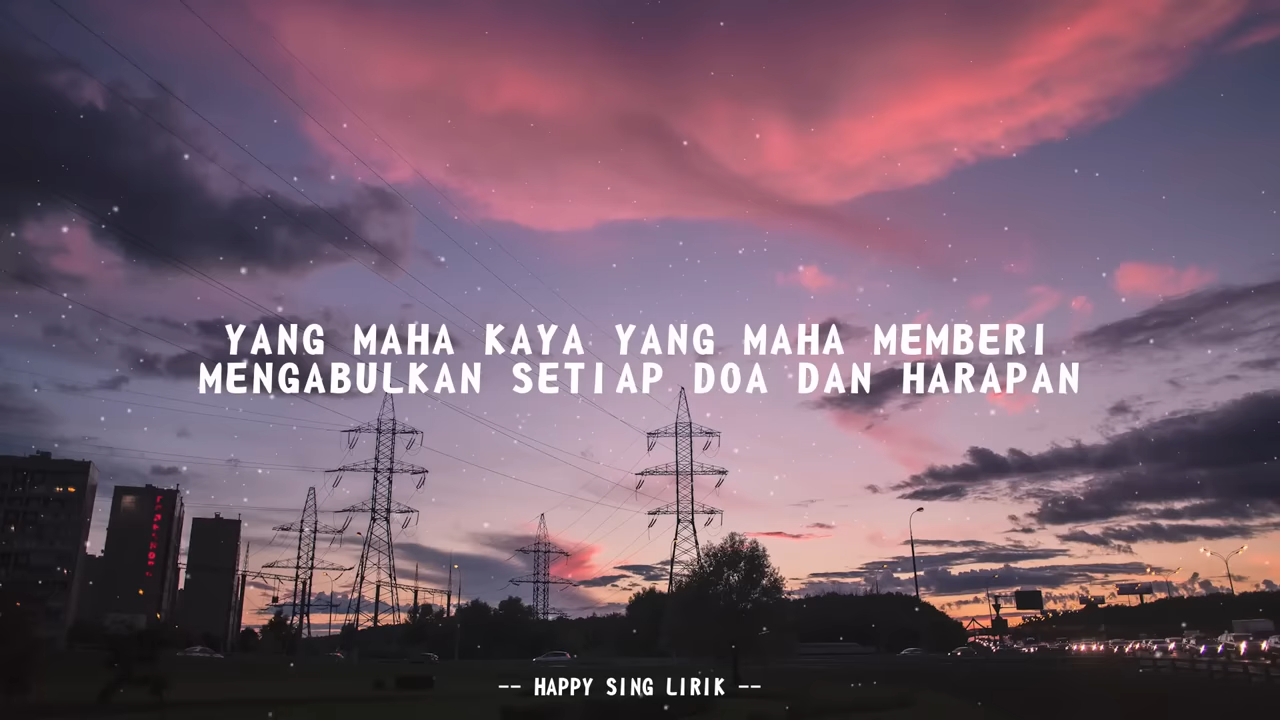 YANG MAHA KAYA YANG MAHA MEMBERI
MENGABULKAN SETIAP DOA DAN HARAPAN
-- HAPPY SING LIRIK --